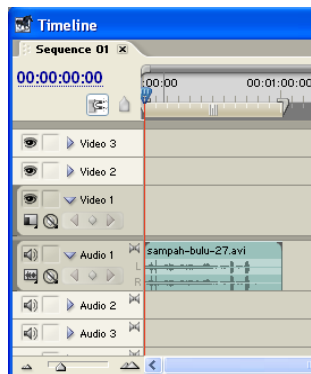 Timeline
Sequence 01
00:00:00:00
:00:00 00:01:00:00
Video 3
Video 2
Video 1
Audio 1
sampah-bulu-27.avi
L
R
Audio 2
Audio 3